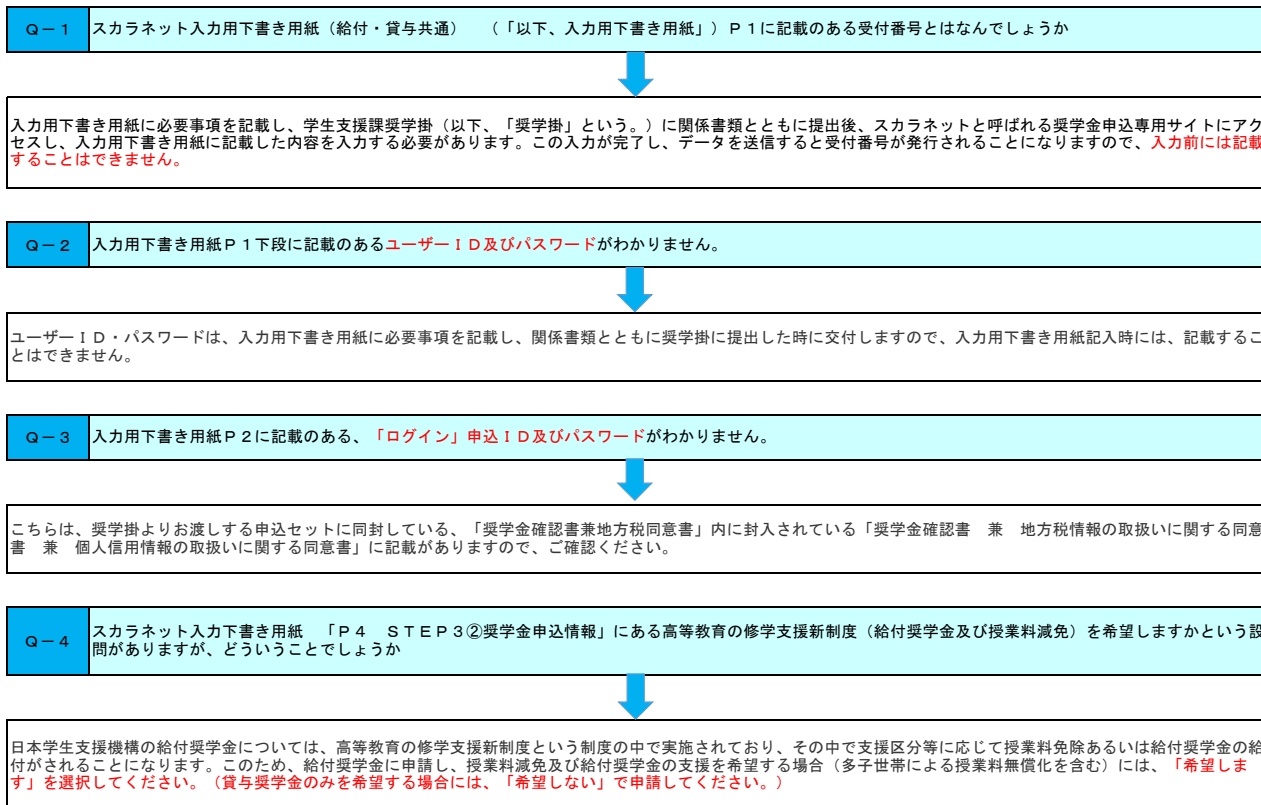 Q－1
スカラネット入力用下書き用紙（給付・貸与共通）　（「以下、入力用下書き用紙」）P1に記載のある受付番号とはなんでしょうか
入力用下書き用紙に必要事項を記載し、学生支援課奨学掛（以下、「奨学掛」という。）に関係書類とともに提出後、スカラネットと呼ばれる奨学金申込専用サイトにアク
セスし、入力用下書き用紙に記載した内容を入力する必要があります。この入力が完了し、データを送信すると受付番号が発行されることになりますので、入力前には記載
することはできません。
Q－2
入力用下書き用紙P1下段に記載のあるユーザーID及びパスワードがわかりません。
ユーザーID・パスワードは、入力用下書き用紙に必要事項を記載し、関係書類とともに奨学掛に提出した時に交付しますので、入力用下書き用紙記入時には、記載するこ
とはできません。
Q－3
入力用下書き用紙P2に記載のある、「ログイン」申込ID及びパスワードがわかりません。
こちらは、奨学掛よりお渡しする申込セットに同封している、「奨学金確認書兼地方税同意書」内に封入されている「奨学金確認書　兼　地方税情報の取扱いに関する同意
書　兼　個人信用情報の取扱いに関する同意書」に記載がありますので、ご確認ください。
Q－4
スカラネット入力下書き用紙　「P4　STEP3②奨学金申込情報」にある高等教育の修学支援新制度（給付奨学金及び授業料減免）を希望しますかという設
問がありますが、どういうことでしょうか
日本学生支援機構の給付奨学金については、高等教育の修学支援新制度という制度の中で実施されており、その中で支援区分等に応じて授業料免除あるいは給付奨学金の給
付がされることになります。このため、給付奨学金に申請し、授業料減免及び給付奨学金の支援を希望する場合（多子世帯による授業料無償化を含む）には、「希望しま
す」を選択してください。（貸与奨学金のみを希望する場合には、「希望しない」で申請してください。）